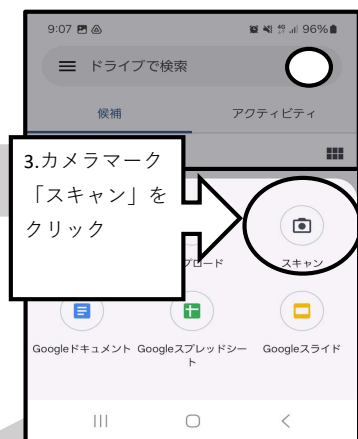 9:07
96%
ドライブで検索
候補 アクティビティ
3.カメラマーク
「スキャン」を
クリック
プロード スキャン
Googleドキュメント Googleスプレッドシー Googleスライド
ト